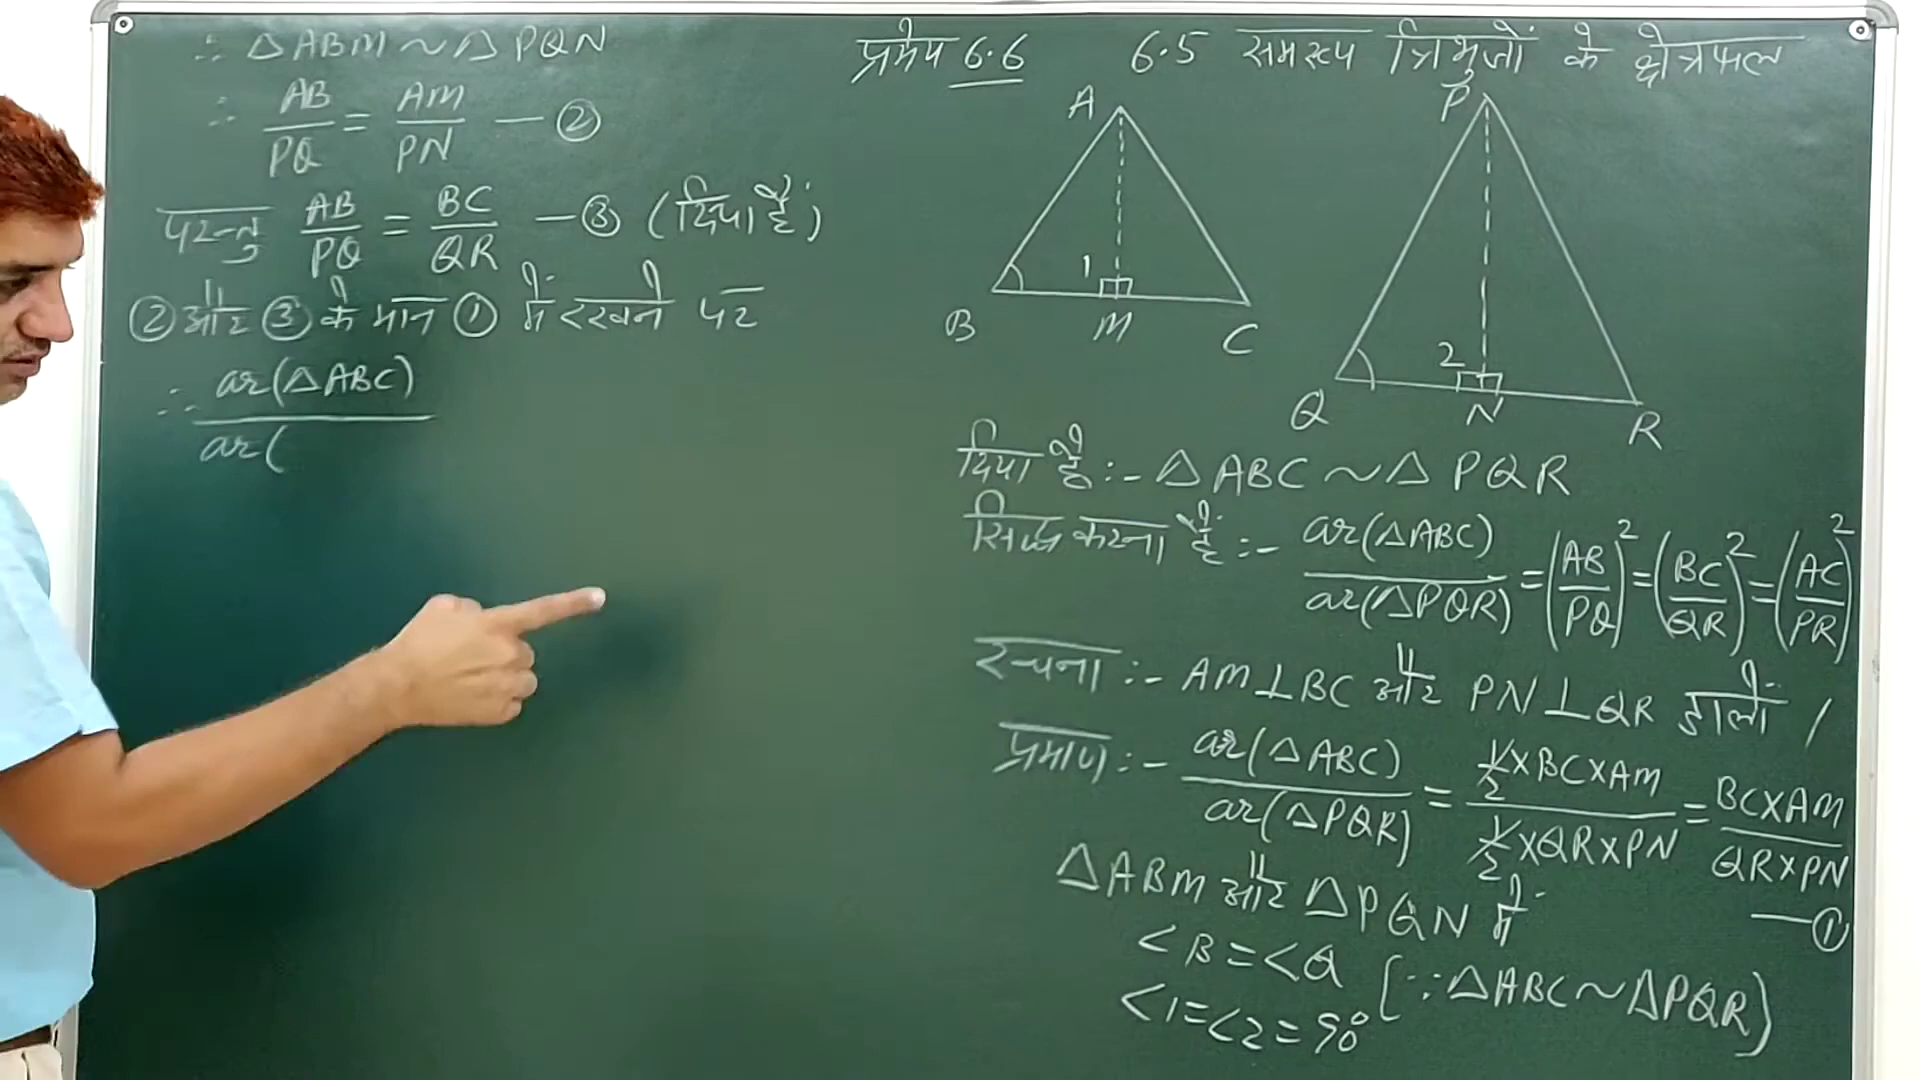 प्रमेय 6.6 6.5 समरूप त्रिभुजों के क्षेत्रफल
A
B
M
C
1
P
Q
N
R
2
दिया है :- △ABC ~ △PQR
सिद्ध करना है :- ar(△ABC)/ar(△PQR) = (AB/PQ)² = (BC/QR)² = (AC/PR)²
रचना :- AM⊥BC और PN⊥QR डाले।
प्रमाण :- ar(△ABC)/ar(△PQR) = (1/2×BC×AM)/(1/2×QR×PN) = (BC×AM)/(QR×PN) —①
△ABM और △PQN में
<B = <Q [∵ △ABC ~ △PQR)
<1 = <2 = 90°
∴ △ABM ~ △PQN
∴ AB/PQ = AM/PN —②
परन्तु AB/PQ = BC/QR —③ (दिया है)
② और ③ के मान ① में रखने पर
∴ ar(△ABC)
ar(